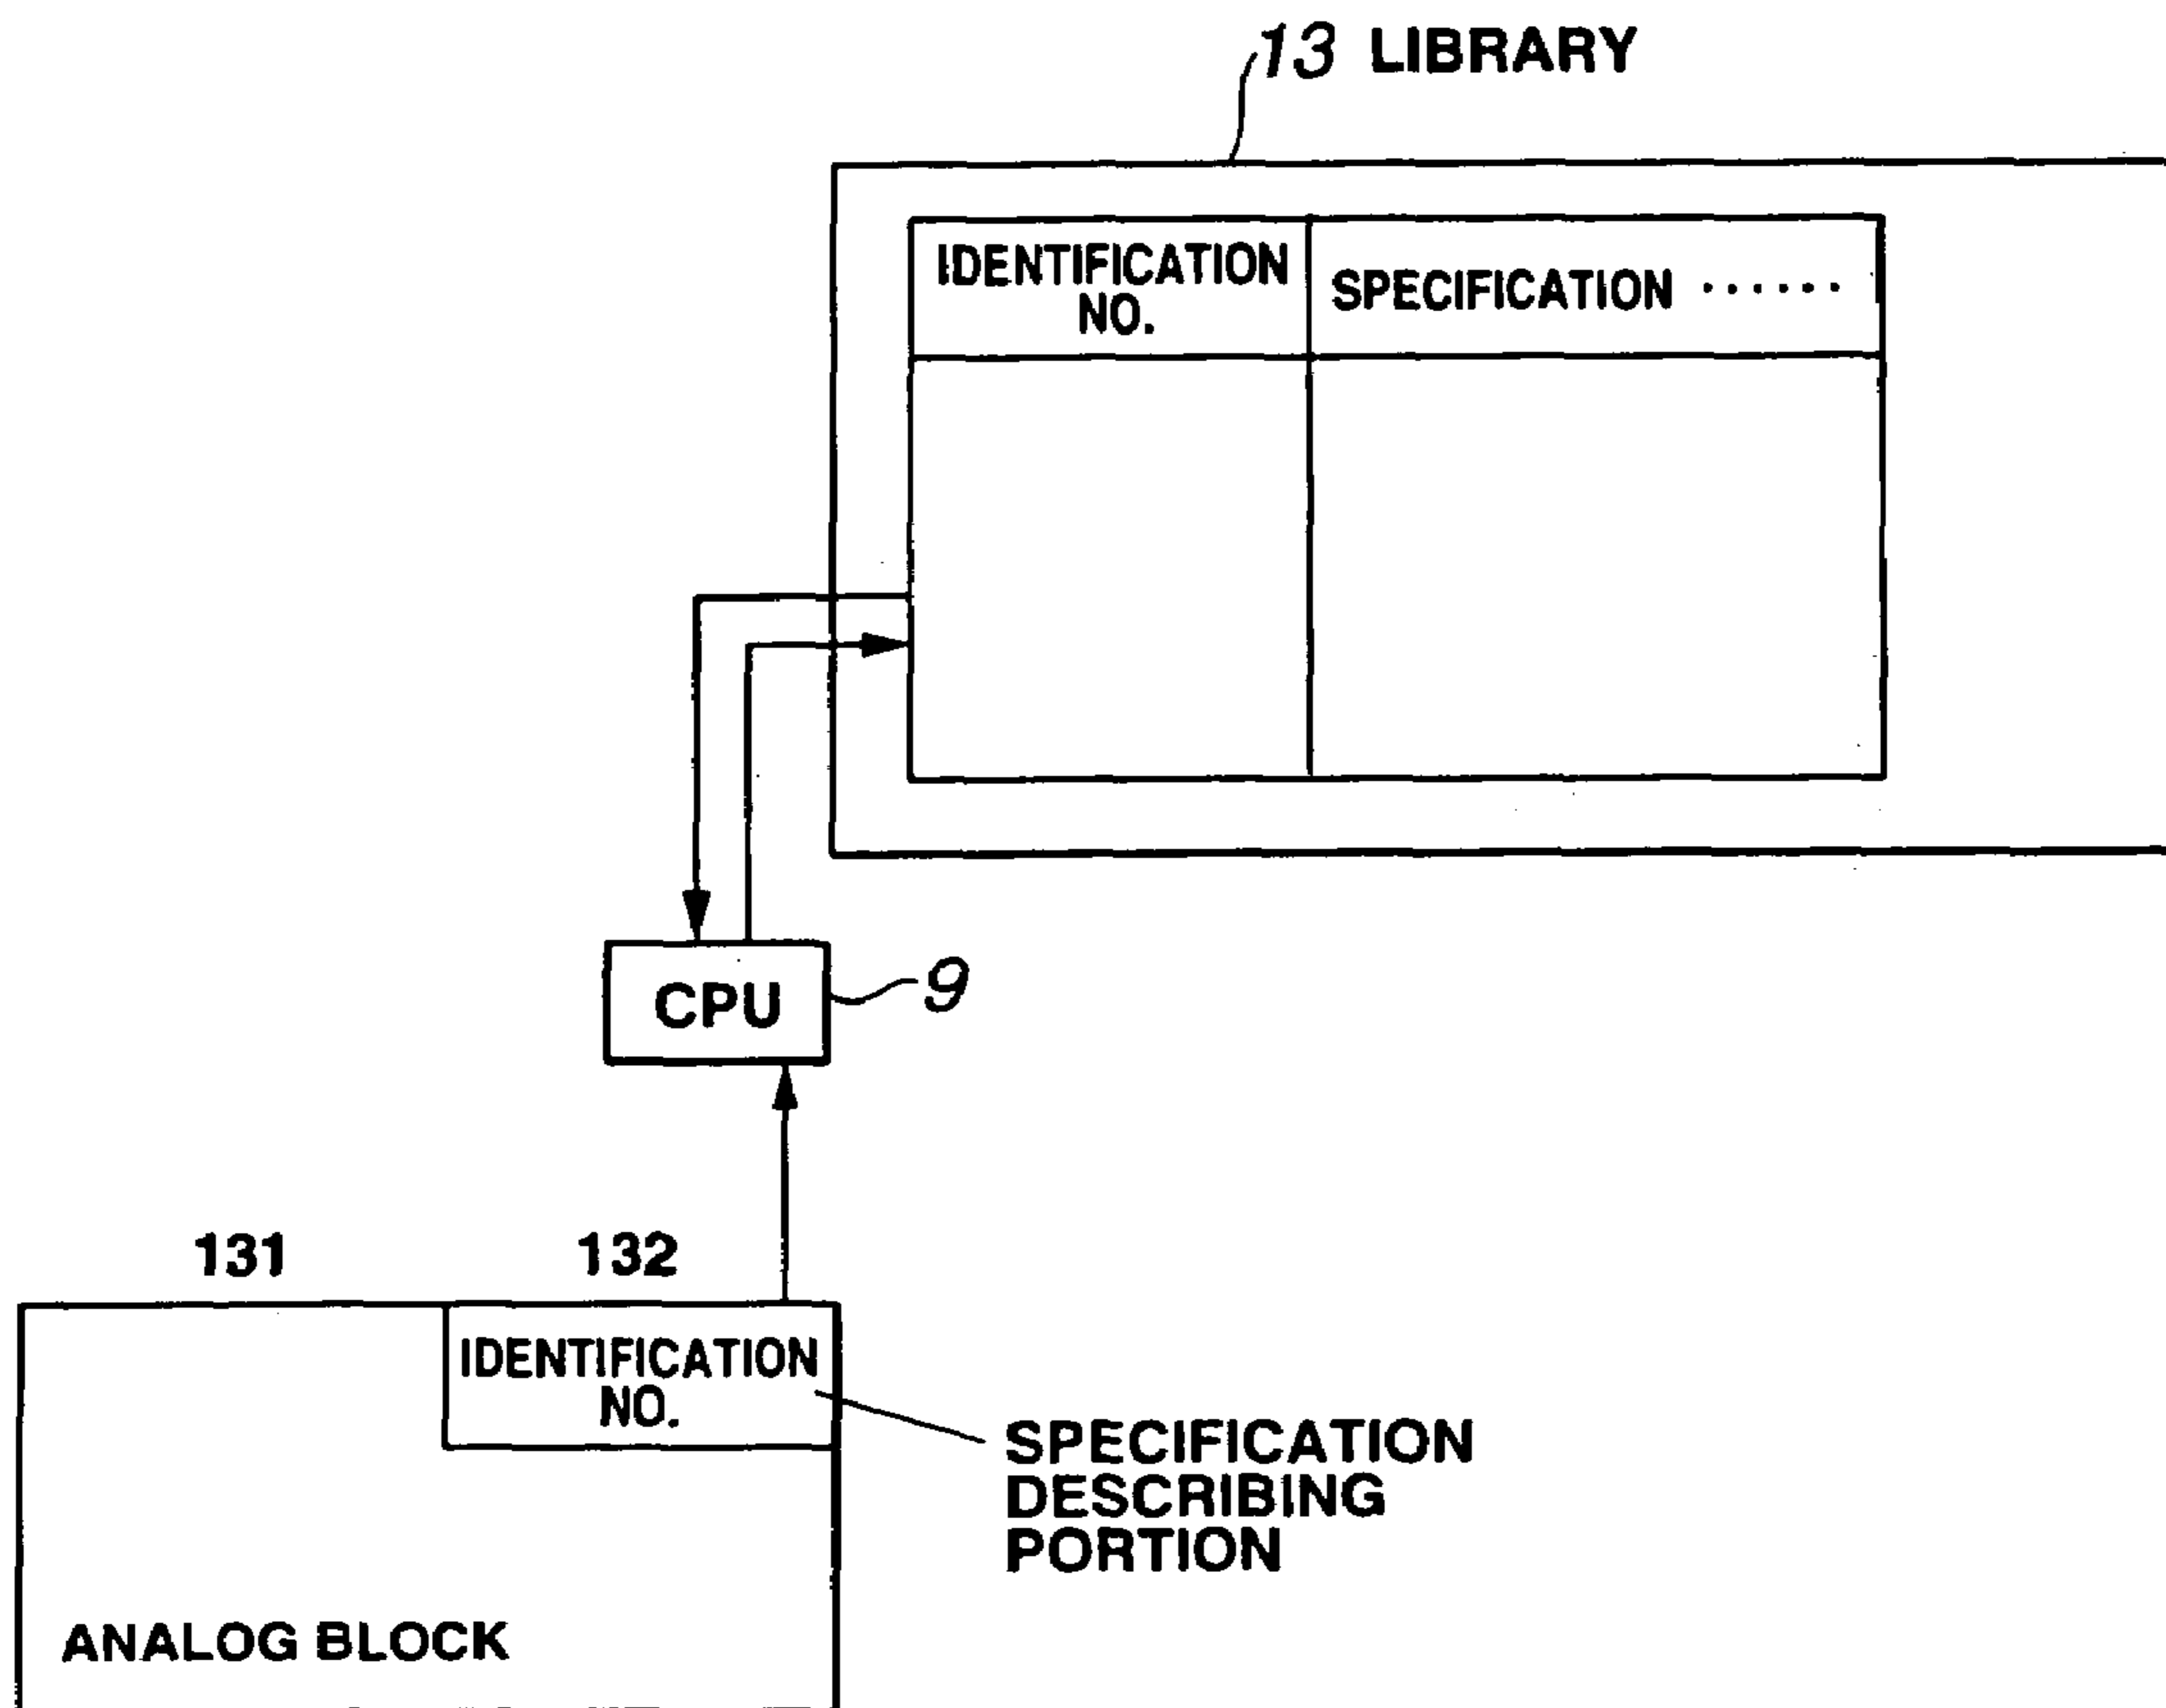 13 LIBRARY
IDENTIFICATION
NO.
SPECIFICATION ······
CPU
9
131
132
IDENTIFICATION
NO.
SPECIFICATION
DESCRIBING
PORTION
ANALOG BLOCK